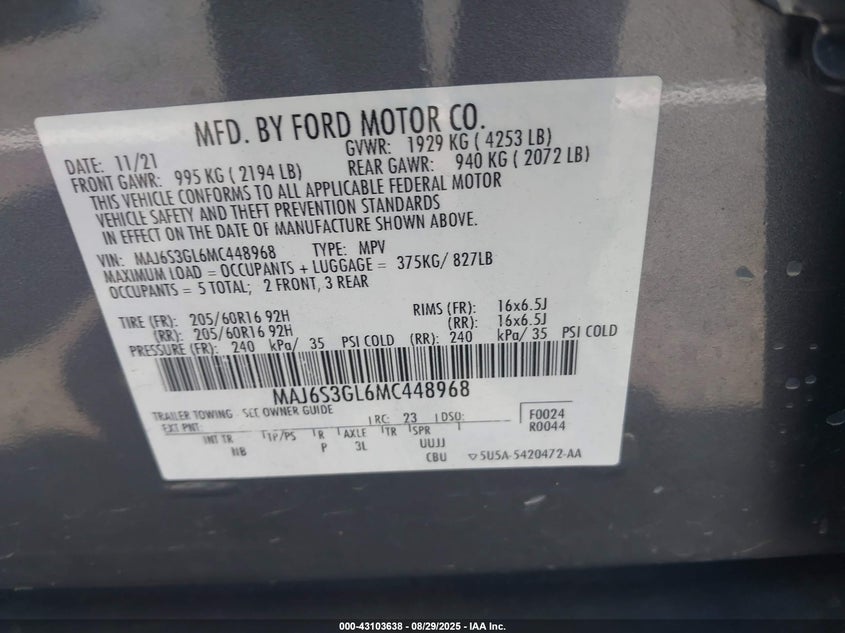 MFD. BY FORD MOTOR CO.
DATE: 11/21 GVWR: 1929 KG ( 4253 LB)
FRONT GAWR: 995 KG ( 2194 LB) REAR GAWR: 940 KG ( 2072 LB)
THIS VEHICLE CONFORMS TO ALL APPLICABLE FEDERAL MOTOR
VEHICLE SAFETY AND THEFT PREVENTION STANDARDS
IN EFFECT ON THE DATE OF MANUFACTURE SHOWN ABOVE.
VIN: MAJ6S3GL6MC448968 TYPE: MPV
MAXIMUM LOAD = OCCUPANTS + LUGGAGE = 375KG/ 827LB
OCCUPANTS = 5 TOTAL; 2 FRONT, 3 REAR
TIRE (FR): 205/60R16 92H RIMS (FR): 16x6.5J
(RR): 205/60R16 92H (RR): 16x6.5J
PRESSURE (FR): 240 kPa/ 35 PSI COLD (RR): 240 kPa/ 35 PSI COLD
MAJ6S3GL6MC448968
TRAILER TOWING SEE OWNER GUIDE
EXT PNT: RC: 23 DSO: F0024
R0044
INT TR TP/PS R AXLE TR SPR
NB P 3L UUJJ
CBU 5U5A-5420472-AA
000-43103638 - 08/29/2025 - IAA Inc.